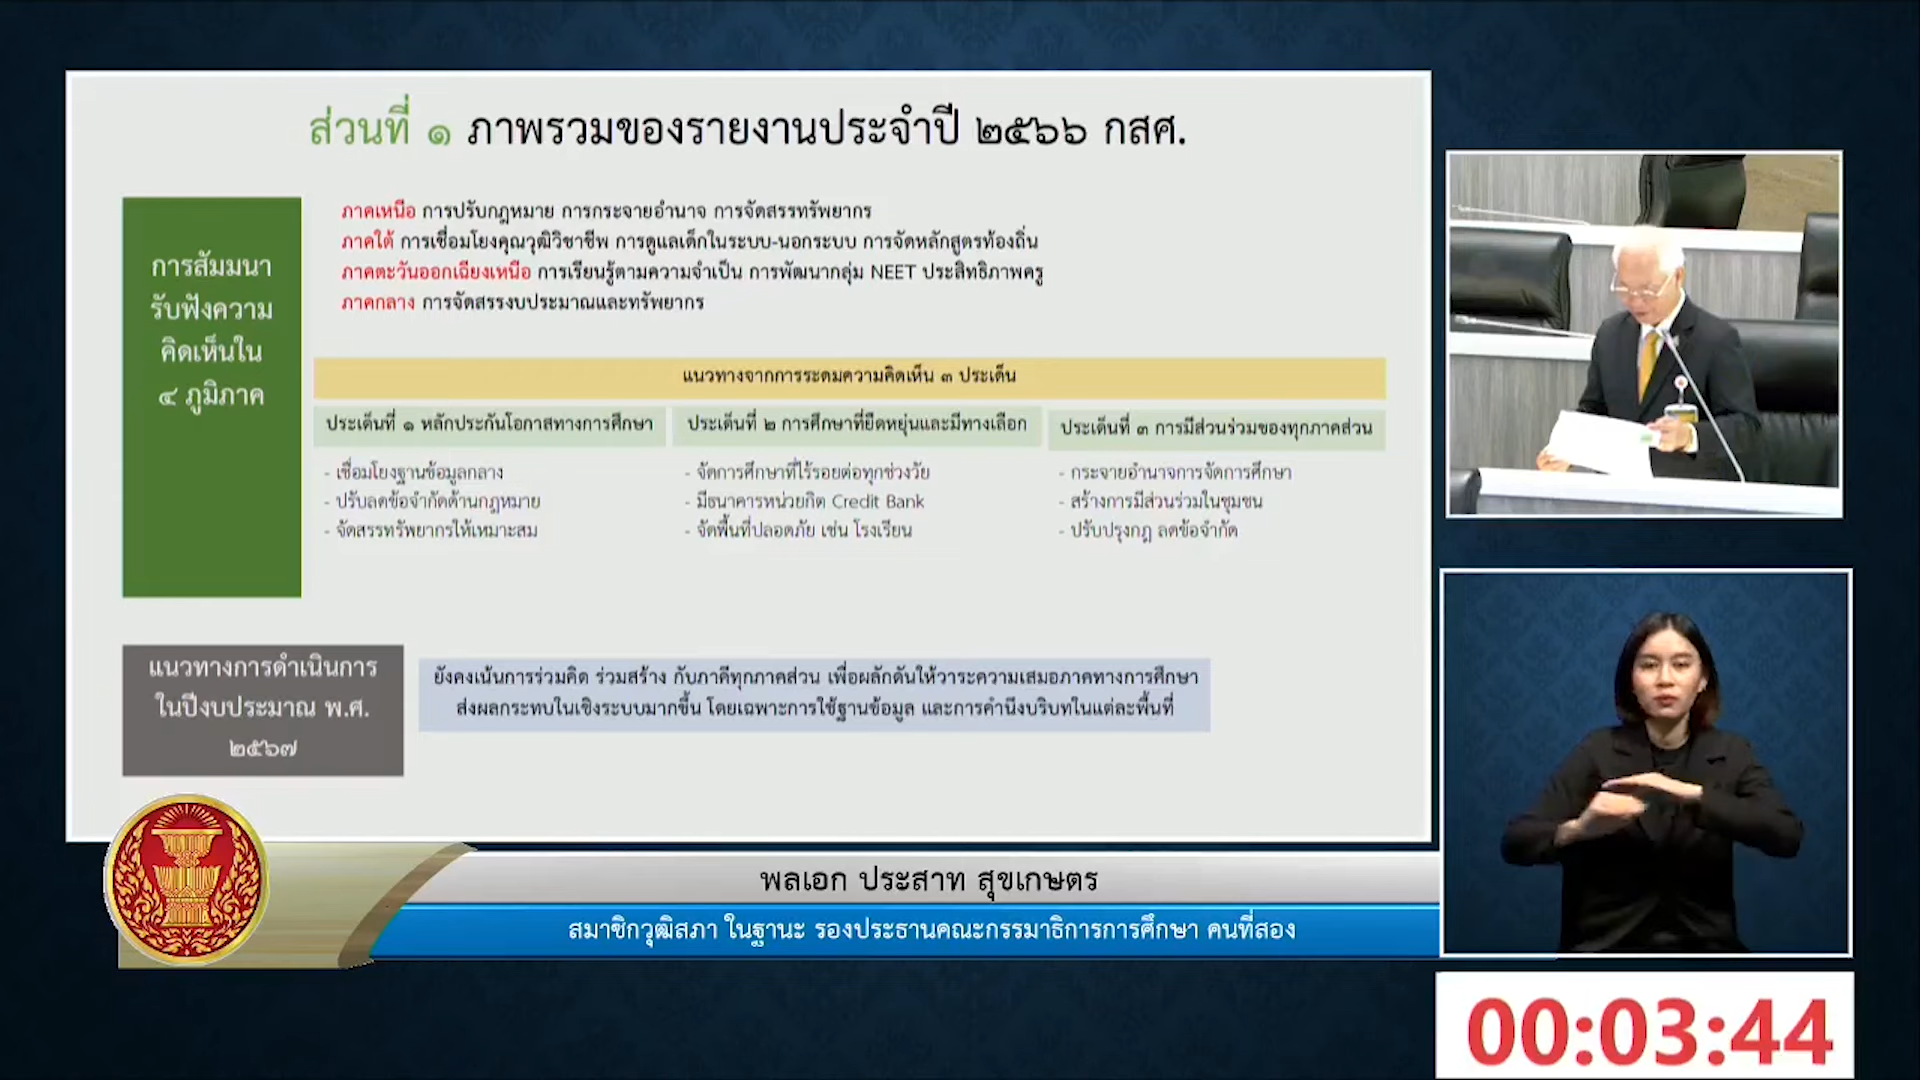 ส่วนที่ ๑ ภาพรวมของรายงานประจำปี ๒๕๖๖ กสศ.
การสัมมนา
รับฟังความ
คิดเห็นใน
๔ ภูมิภาค
ภาคเหนือ การปรับกฎหมาย การกระจายอำนาจ การจัดสรรทรัพยากร
ภาคใต้ การเชื่อมโยงคุณวุฒิวิชาชีพ การดูแลเด็กในระบบ-นอกระบบ การจัดหลักสูตรท้องถิ่น
ภาคตะวันออกเฉียงเหนือ การเรียนรู้ตามความจำเป็น การพัฒนากลุ่ม NEET ประสิทธิภาพครู
ภาคกลาง การจัดสรรงบประมาณและทรัพยากร
แนวทางจากการระดมความคิดเห็น ๓ ประเด็น
ประเด็นที่ ๑ หลักประกันโอกาสทางการศึกษา
- เชื่อมโยงฐานข้อมูลกลาง
- ปรับลดข้อจำกัดด้านกฎหมาย
- จัดสรรทรัพยากรให้เหมาะสม
ประเด็นที่ ๒ การศึกษาที่ยืดหยุ่นและมีทางเลือก
- จัดการศึกษาที่ไร้รอยต่อทุกช่วงวัย
- มีธนาคารหน่วยกิต Credit Bank
- จัดพื้นที่ปลอดภัย เช่น โรงเรียน
ประเด็นที่ ๓ การมีส่วนร่วมของทุกภาคส่วน
- กระจายอำนาจการจัดการศึกษา
- สร้างการมีส่วนร่วมในชุมชน
- ปรับปรุงกฎ ลดข้อจำกัด
แนวทางการดำเนินการ
ในปีงบประมาณ พ.ศ.
๒๕๖๗
ยังคงเน้นการร่วมคิด ร่วมสร้าง กับภาคีทุกภาคส่วน เพื่อผลักดันให้วาระความเสมอภาคทางการศึกษา
ส่งผลกระทบในเชิงระบบมากขึ้น โดยเฉพาะการใช้ฐานข้อมูล และการคำนึงบริบทในแต่ละพื้นที่
พลเอก ประสาท สุขเกษตร
สมาชิกวุฒิสภา ในฐานะ รองประธานคณะกรรมาธิการการศึกษา คนที่สอง
00:03:44